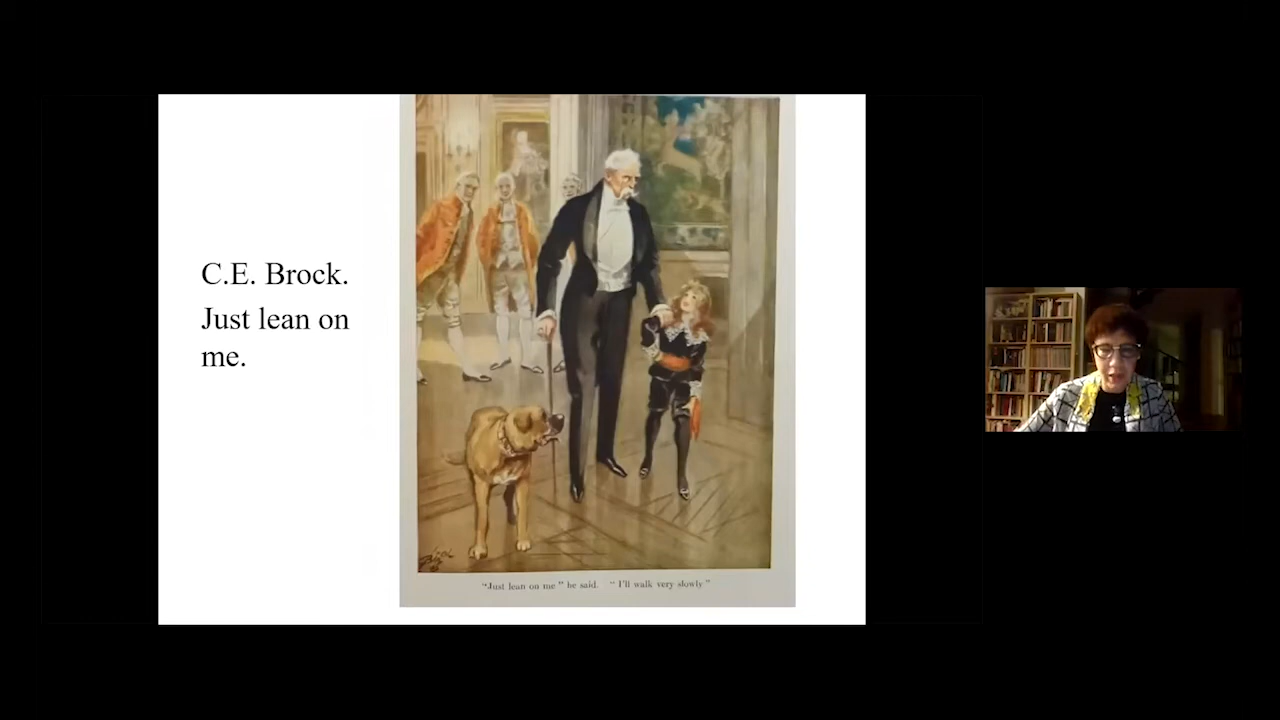 C.E. Brock.
Just lean on
me.
"Just lean on me" he said. "I'll walk very slowly"